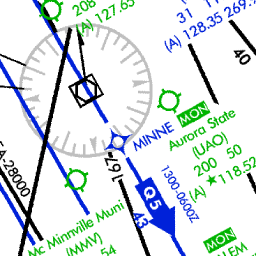 208
(A) 127.65
31 11
(A) 128.35 269.
40
MINNE
MON
Aurora State
(UAO)
200 50
(A) ★118.52
167
1300-0600Z
Q5
43
A-28000
Mc Minnville Muni
(MMV)
54
MON
LEM